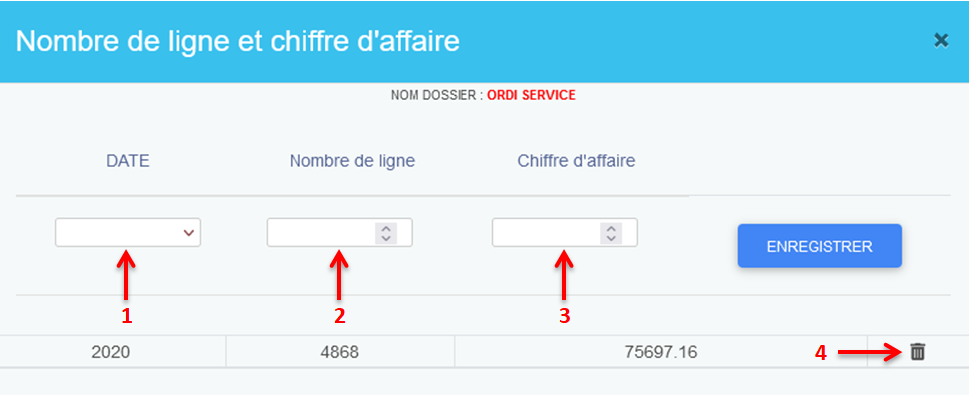 Nombre de ligne et chiffre d'affaire
NOM DOSSIER : ORDI SERVICE
DATE Nombre de ligne Chiffre d'affaire
ENREGISTRER
1 2 3
2020 4868 75697.16 4